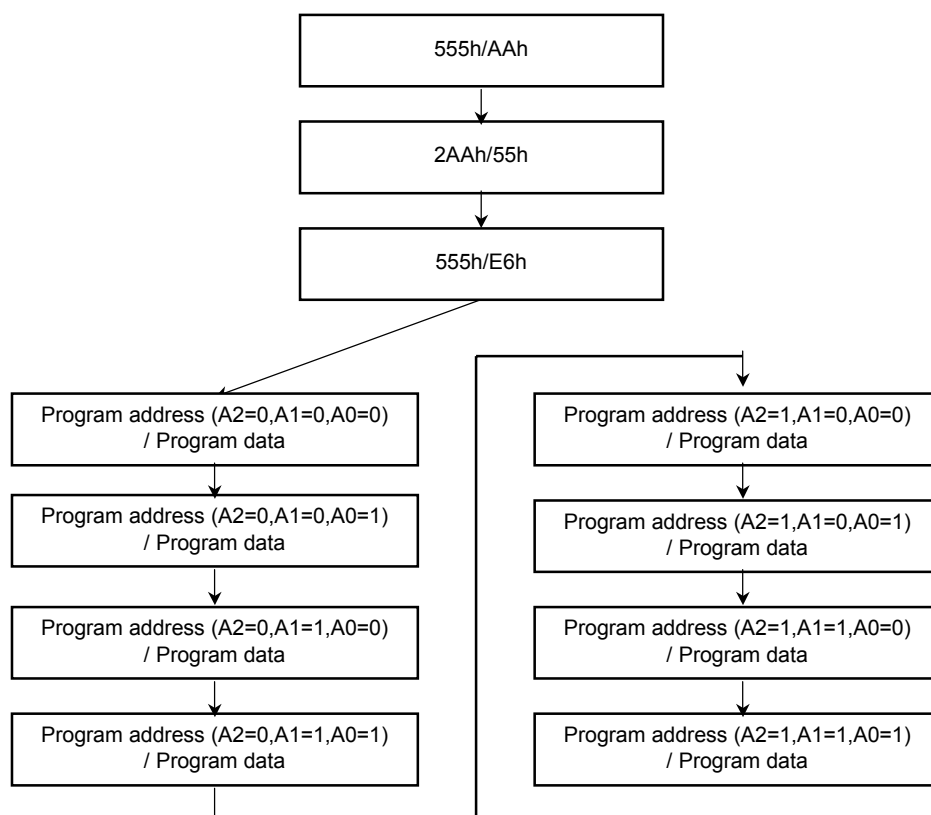 555h/AAh
2AAh/55h
555h/E6h
Program address (A2=0,A1=0,A0=0)
/ Program data
Program address (A2=0,A1=0,A0=1)
/ Program data
Program address (A2=0,A1=1,A0=0)
/ Program data
Program address (A2=0,A1=1,A0=1)
/ Program data
Program address (A2=1,A1=0,A0=0)
/ Program data
Program address (A2=1,A1=0,A0=1)
/ Program data
Program address (A2=1,A1=1,A0=0)
/ Program data
Program address (A2=1,A1=1,A0=1)
/ Program data